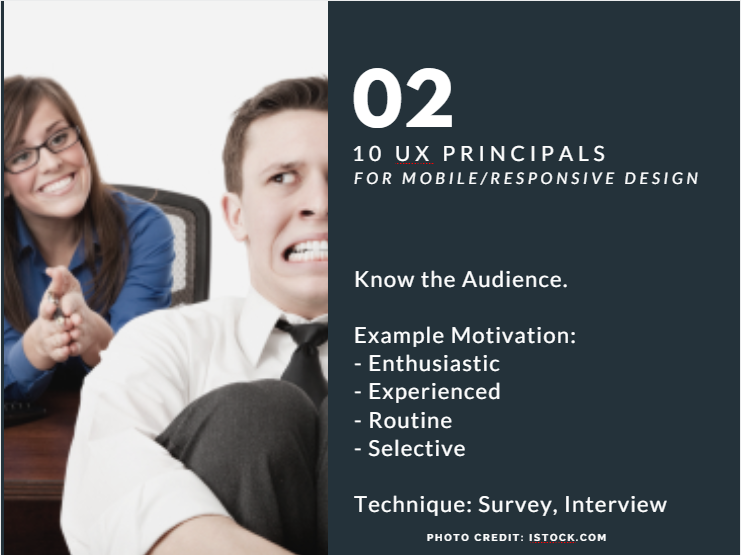 02
10 UX PRINCIPALS
FOR MOBILE/RESPONSIVE DESIGN
Know the Audience.
Example Motivation:
- Enthusiastic
- Experienced
- Routine
- Selective
Technique: Survey, Interview
PHOTO CREDIT: ISTOCK.COM